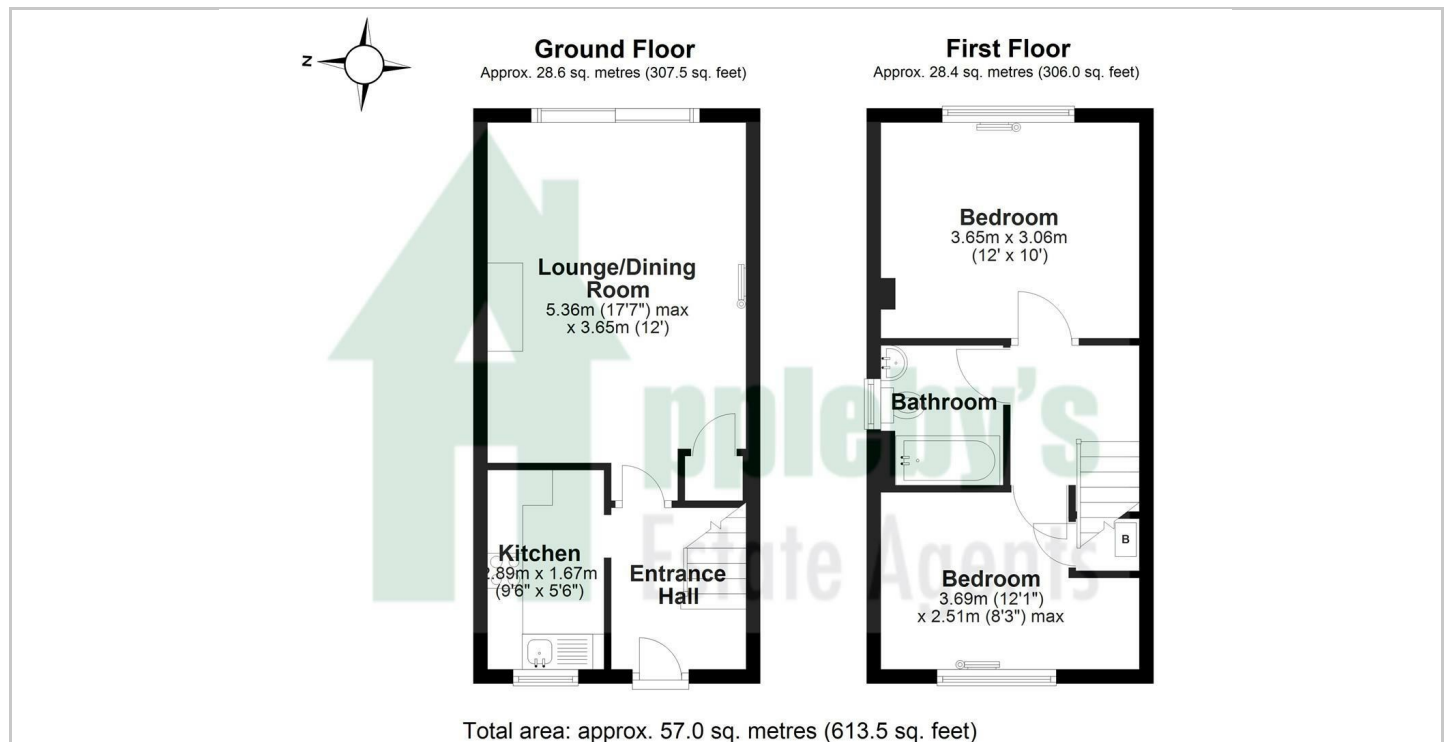 N
Ground Floor
Approx. 28.6 sq. metres (307.5 sq. feet)
Lounge/Dining
Room
5.36m (17'7") max
x 3.65m (12')
Kitchen
2.89m x 1.67m
(9'6" x 5'6")
Entrance
Hall
First Floor
Approx. 28.4 sq. metres (306.0 sq. feet)
Bedroom
3.65m x 3.06m
(12' x 10')
Bathroom
B
Bedroom
3.69m (12'1")
x 2.51m (8'3") max
ppleby's
Estate Agents
Total area: approx. 57.0 sq. metres (613.5 sq. feet)